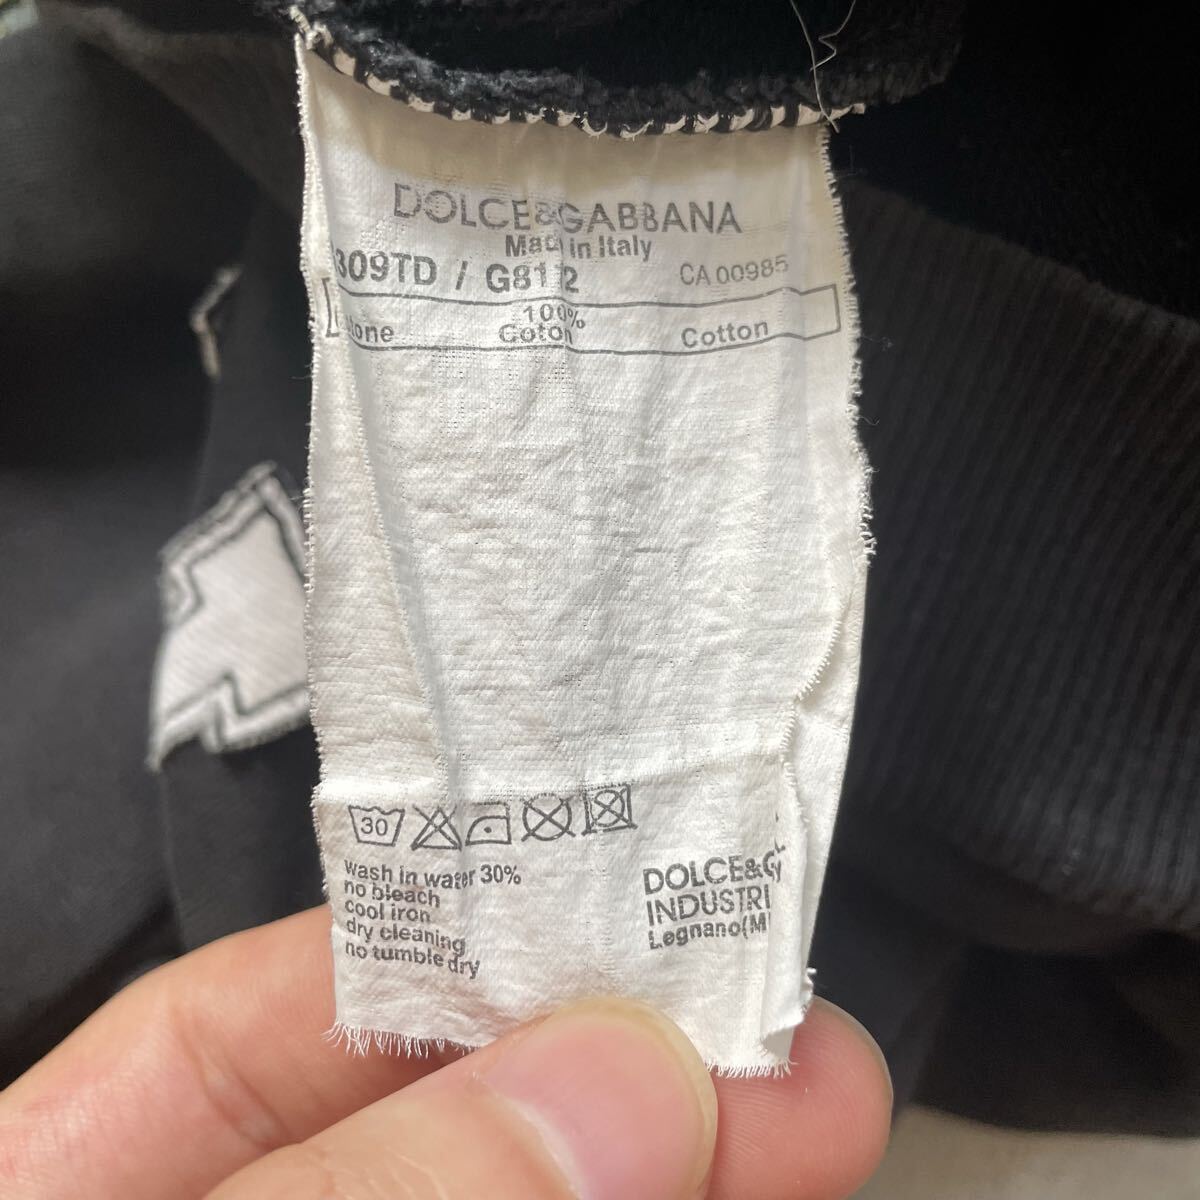 DOLCE&GABBANA
Made in Italy
309TD / G8112 CA 00985
100%
Coton Cotton
30
wash in water 30%
no bleach
cool iron
dry cleaning
no tumble dry
DOLCE&G
INDUSTRI
Legnano(M